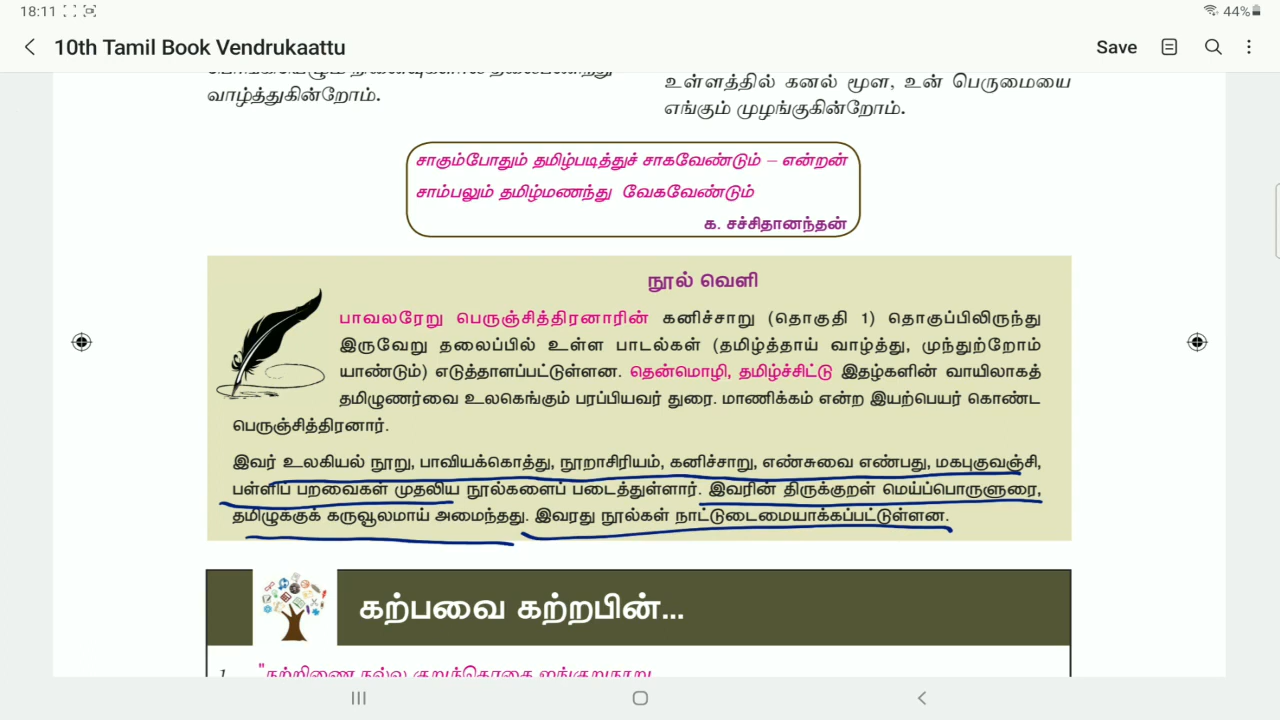 18:11
44%
10th Tamil Book Vendrukaattu
Save
வாழ்த்துகின்றோம்.
உள்ளத்தில் கனல் மூள, உன் பெருமையை
எங்கும் முழங்குகின்றோம்.
சாகும்போதும் தமிழ்படித்துச் சாகவேண்டும் – என்றன்
சாம்பலும் தமிழ்மணந்து வேகவேண்டும்
க. சச்சிதானந்தன்
நூல் வெளி
பாவலரேறு பெருஞ்சித்திரனாரின் கனிச்சாறு (தொகுதி 1) தொகுப்பிலிருந்து
இருவேறு தலைப்பில் உள்ள பாடல்கள் (தமிழ்த்தாய் வாழ்த்து, முந்துற்றோம்
யாண்டும்) எடுத்தாளப்பட்டுள்ளன. தென்மொழி, தமிழ்ச்சிட்டு இதழ்களின் வாயிலாகத்
தமிழுணர்வை உலகெங்கும் பரப்பியவர் துரை. மாணிக்கம் என்ற இயற்பெயர் கொண்ட
பெருஞ்சித்திரனார்.
இவர் உலகியல் நூறு, பாவியக்கொத்து, நூறாசிரியம், கனிச்சாறு, எண்சுவை எண்பது, மகபுகுவஞ்சி,
பள்ளிப் பறவைகள் முதலிய நூல்களைப் படைத்துள்ளார். இவரின் திருக்குறள் மெய்ப்பொருளுரை,
தமிழுக்குக் கருவூலமாய் அமைந்தது. இவரது நூல்கள் நாட்டுடைமையாக்கப்பட்டுள்ளன.
கற்பவை கற்றபின்...
1. "நற்றிணை நல்ல குறுந்தொகை ஐங்குறுநூறு